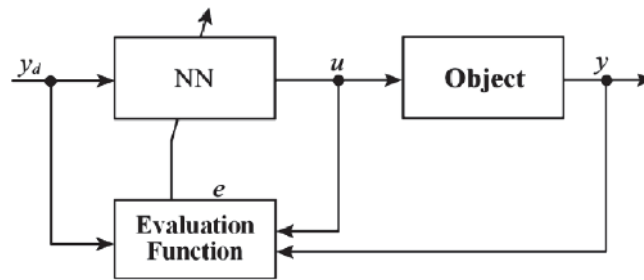 y_d
NN
u
Object
y
e
Evaluation
Function